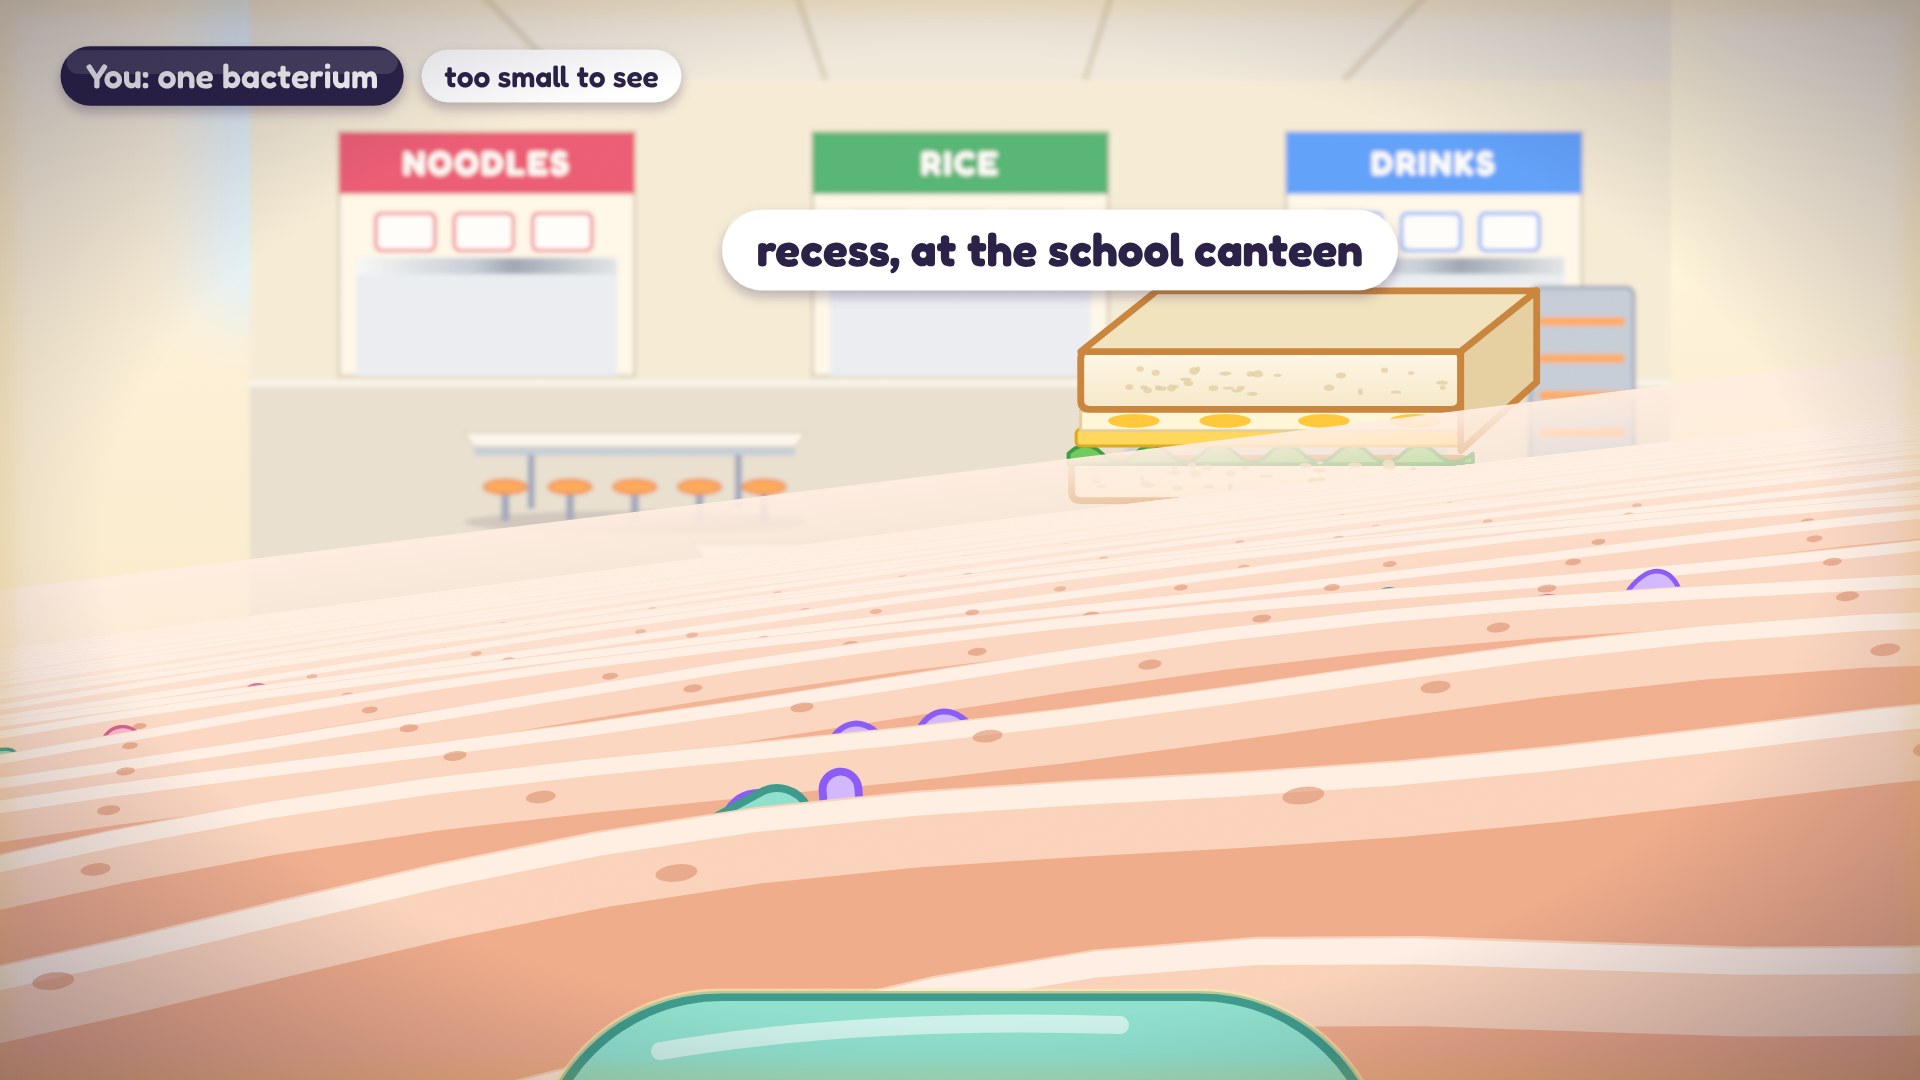 You: one bacterium
too small to see
NOODLES
RICE
DRINKS
recess, at the school canteen